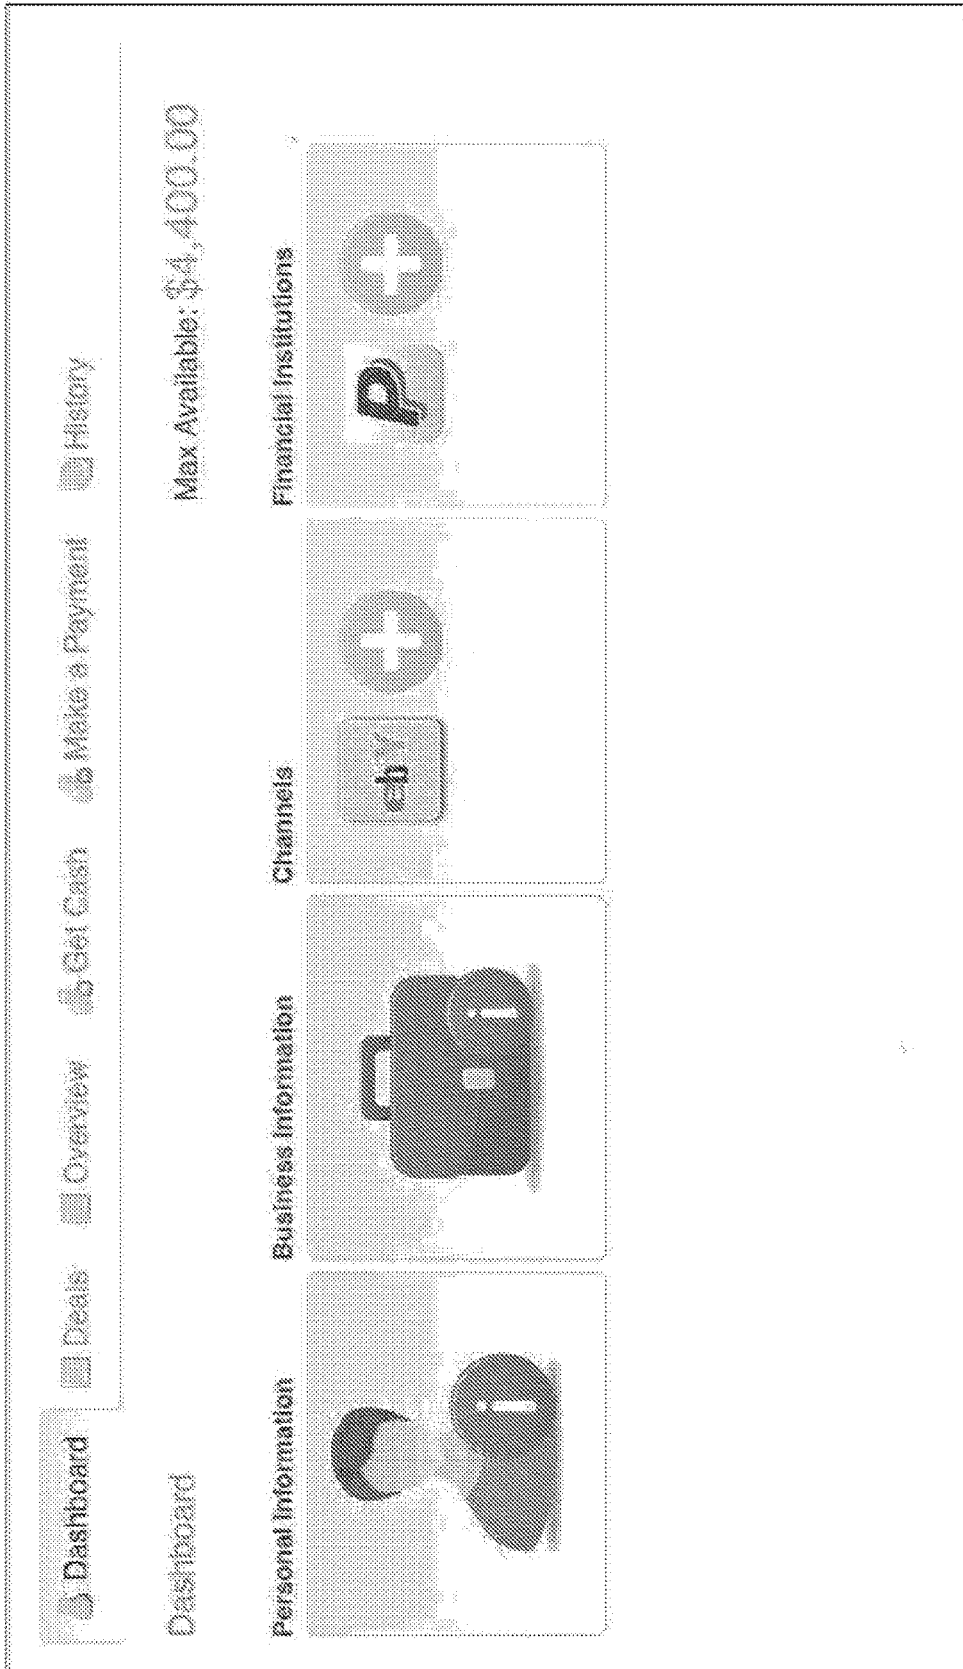 Dashboard Deals Overview Get Cash Make a Payment History
Dashboard
Max Available: $4,400.00
Personal Information Business Information Channels Financial Institutions
i i eb Y P